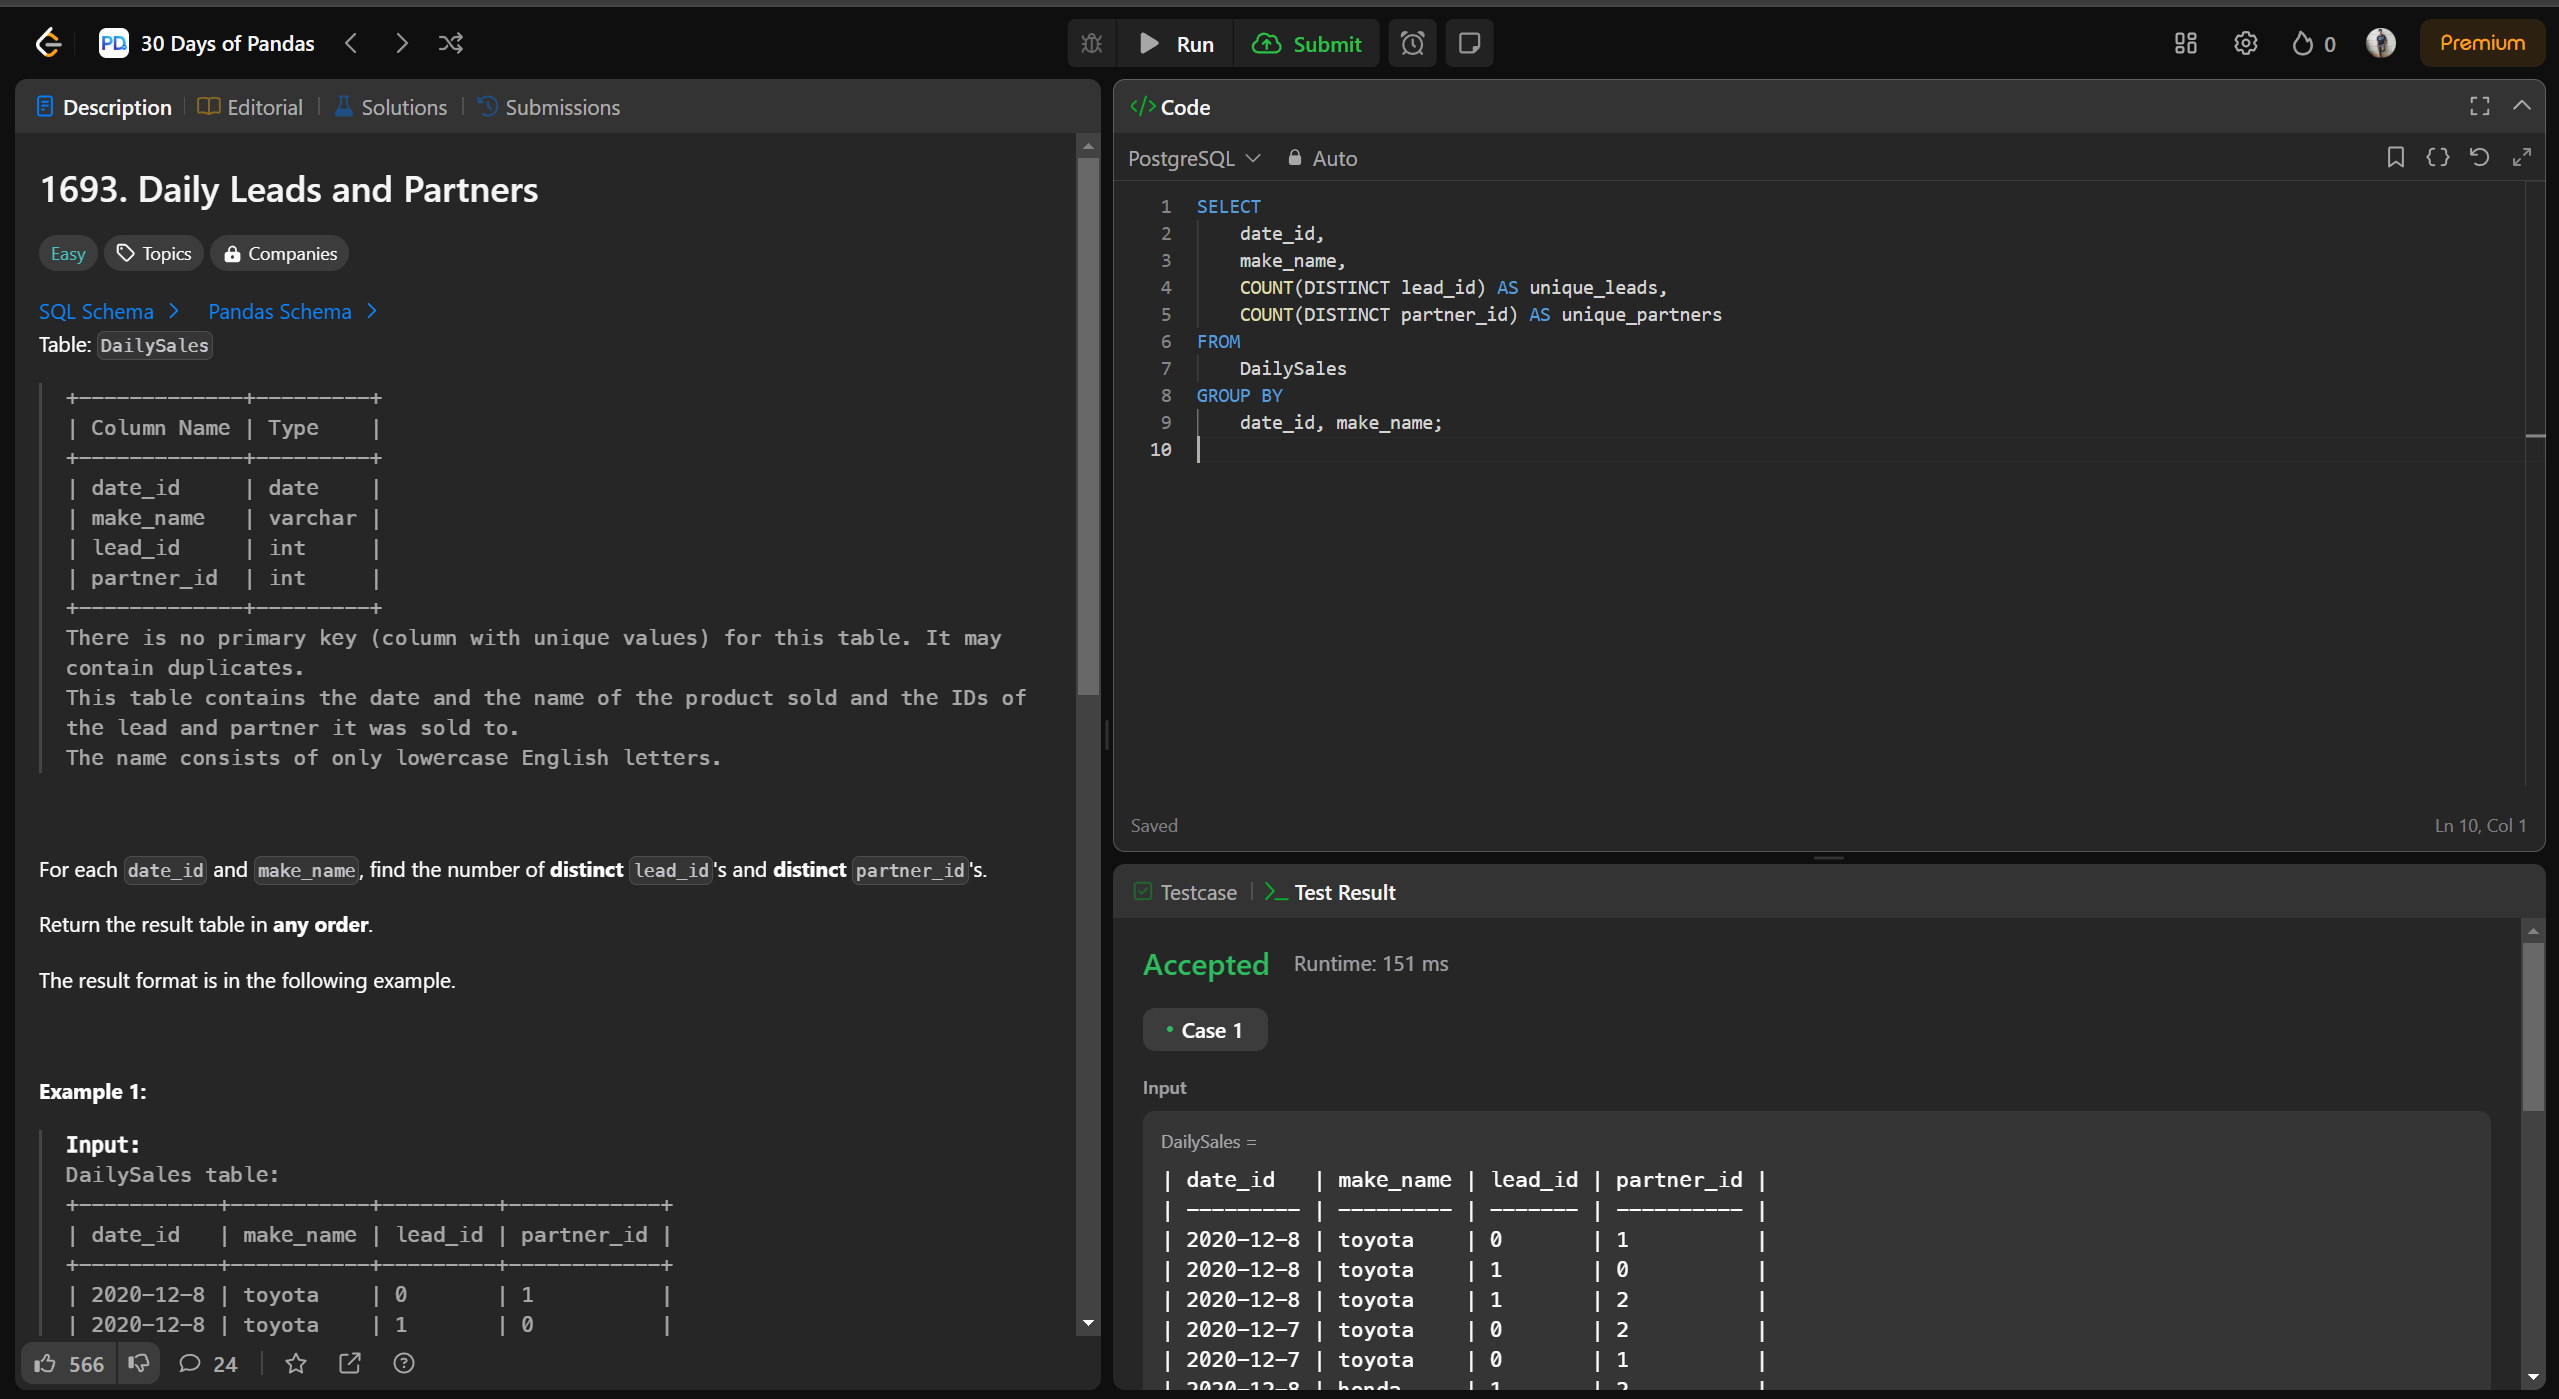 PD 30 Days of Pandas
Run Submit
0 Premium
Description Editorial Solutions Submissions
1693. Daily Leads and Partners
Easy Topics Companies
SQL Schema Pandas Schema
Table: DailySales
+-------------+---------+
| Column Name | Type    |
+-------------+---------+
| date_id     | date    |
| make_name   | varchar |
| lead_id     | int     |
| partner_id  | int     |
+-------------+---------+
There is no primary key (column with unique values) for this table. It may
contain duplicates.
This table contains the date and the name of the product sold and the IDs of
the lead and partner it was sold to.
The name consists of only lowercase English letters.
For each date_id and make_name, find the number of distinct lead_id's and distinct partner_id's.
Return the result table in any order.
The result format is in the following example.
Example 1:
Input:
DailySales table:
+-----------+-----------+---------+------------+
| date_id   | make_name | lead_id | partner_id |
+-----------+-----------+---------+------------+
| 2020-12-8 | toyota    | 0       | 1          |
| 2020-12-8 | toyota    | 1       | 0          |
566 24
</> Code
PostgreSQL Auto
1 SELECT
2     date_id,
3     make_name,
4     COUNT(DISTINCT lead_id) AS unique_leads,
5     COUNT(DISTINCT partner_id) AS unique_partners
6 FROM
7     DailySales
8 GROUP BY
9     date_id, make_name;
10
Saved Ln 10, Col 1
Testcase >_ Test Result
Accepted Runtime: 151 ms
• Case 1
Input
DailySales =
| date_id   | make_name | lead_id | partner_id |
| --------- | --------- | ------- | ---------- |
| 2020-12-8 | toyota    | 0       | 1          |
| 2020-12-8 | toyota    | 1       | 0          |
| 2020-12-8 | toyota    | 1       | 2          |
| 2020-12-7 | toyota    | 0       | 2          |
| 2020-12-7 | toyota    | 0       | 1          |
| 2020-12-8 | honda     | 1       | 2          |